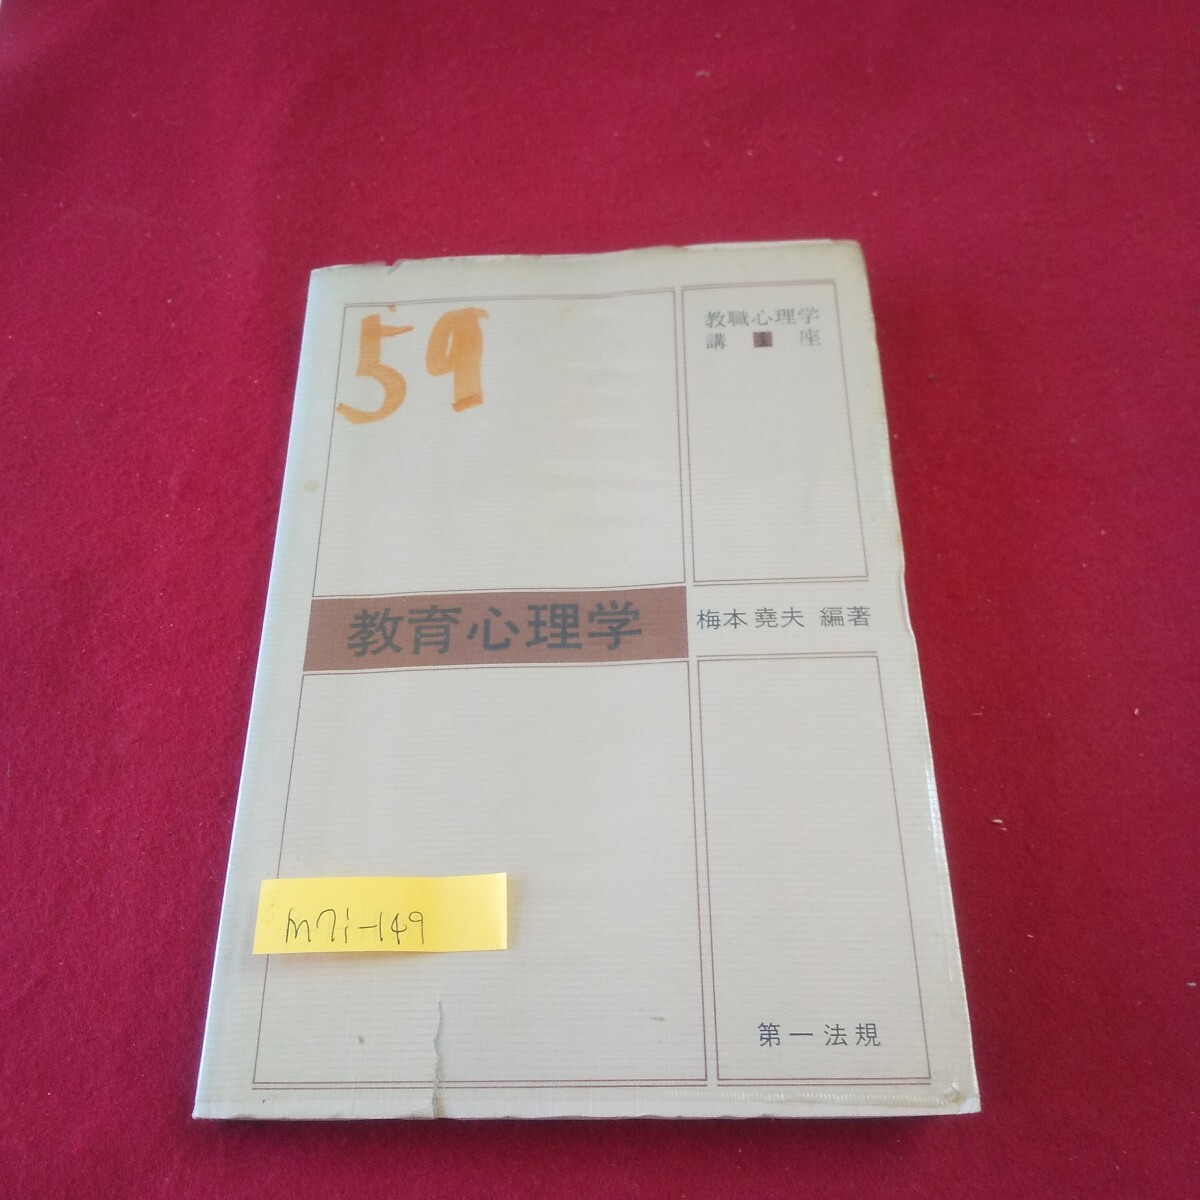 59
教職心理学
講1座
教育心理学
梅本堯夫 編著
M7i-149
第一法規